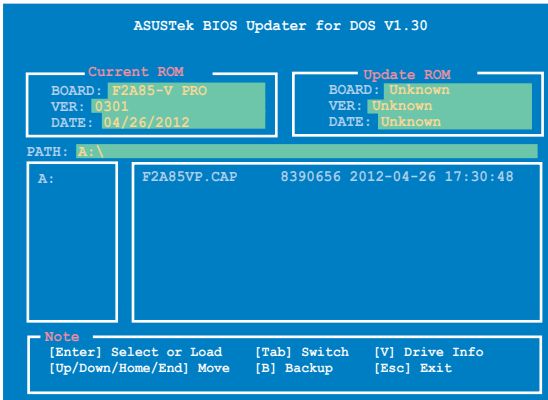 ASUSTek BIOS Updater for DOS V1.30
Current ROM
BOARD: F2A85-V PRO
VER: 0301
DATE: 04/26/2012
Update ROM
BOARD: Unknown
VER: Unknown
DATE: Unknown
PATH: A:\
A:
F2A85VP.CAP 8390656 2012-04-26 17:30:48
Note
[Enter] Select or Load [Tab] Switch [V] Drive Info
[Up/Down/Home/End] Move [B] Backup [Esc] Exit